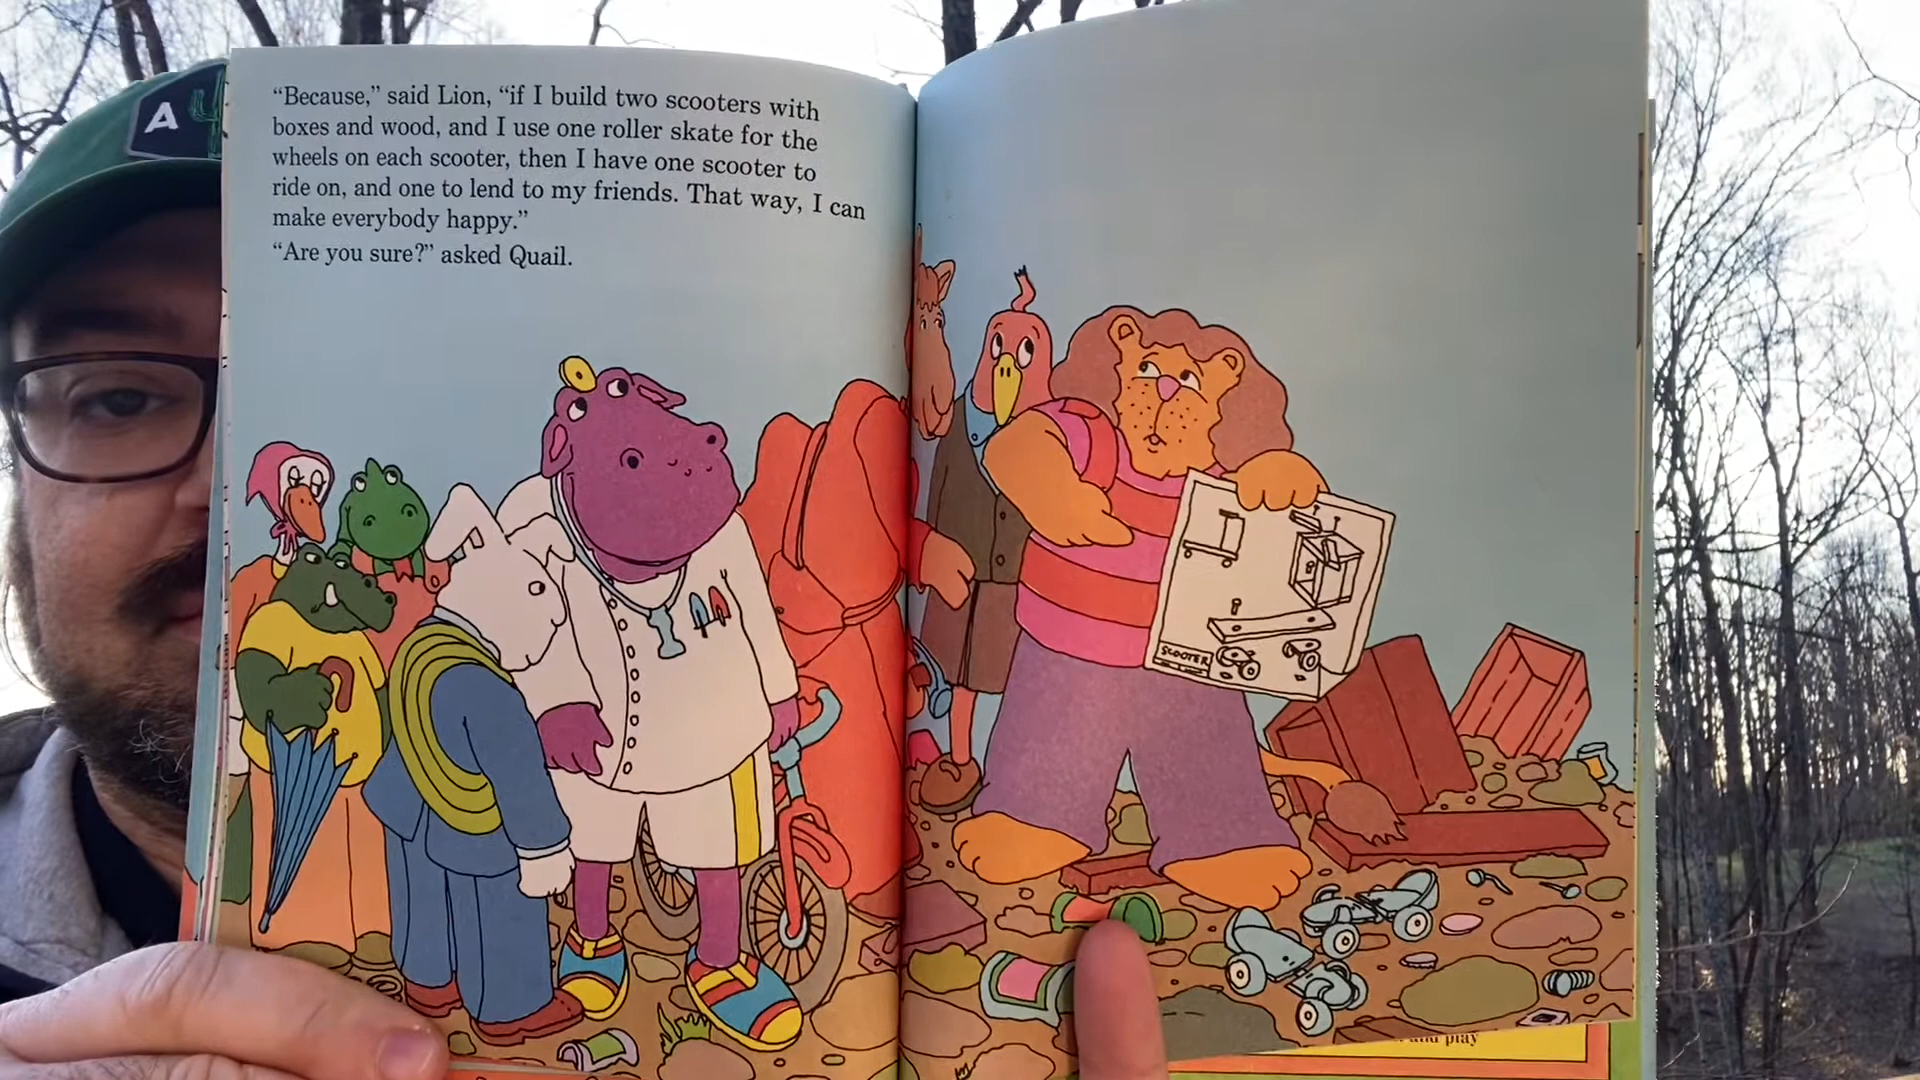 A
“Because,” said Lion, “if I build two scooters with
boxes and wood, and I use one roller skate for the
wheels on each scooter, then I have one scooter to
ride on, and one to lend to my friends. That way, I can
make everybody happy.”
“Are you sure?” asked Quail.
SCOOTER
and play